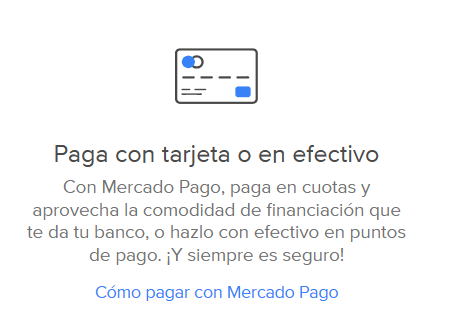 Paga con tarjeta o en efectivo
Con Mercado Pago, paga en cuotas y
aprovecha la comodidad de financiación que
te da tu banco, o hazlo con efectivo en puntos
de pago. ¡Y siempre es seguro!
Cómo pagar con Mercado Pago